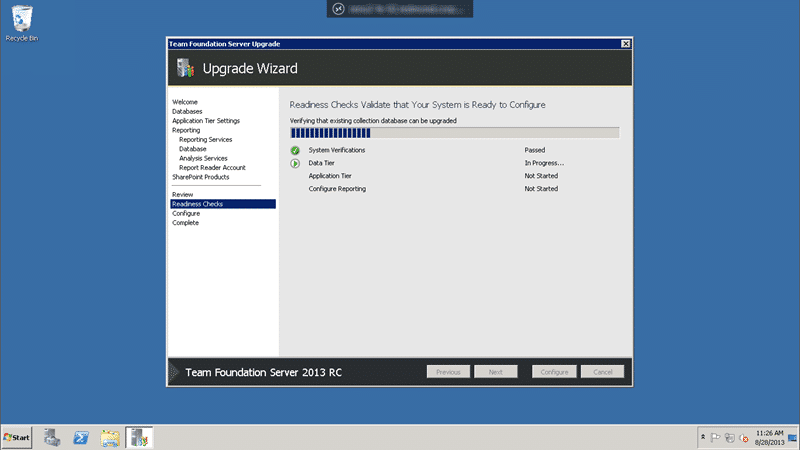 Recycle Bin
Team Foundation Server Upgrade
Upgrade Wizard
Welcome
Databases
Application Tier Settings
Reporting
Reporting Services
Database
Analysis Services
Report Reader Account
SharePoint Products
Review
Readiness Checks
Configure
Complete
Readiness Checks Validate that Your System is Ready to Configure
Verifying that existing collection database can be upgraded
System Verifications Passed
Data Tier In Progress...
Application Tier Not Started
Configure Reporting Not Started
Team Foundation Server 2013 RC
Previous Next Configure Cancel
Start
11:26 AM
8/28/2013